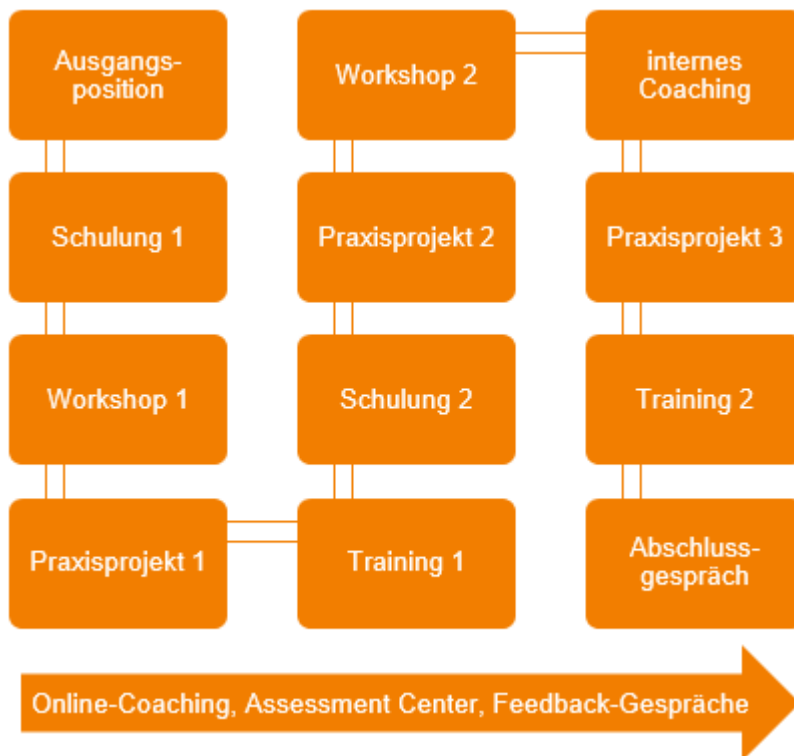 Ausgangs-
position
Schulung 1
Workshop 1
Praxisprojekt 1
Training 1
Schulung 2
Praxisprojekt 2
Workshop 2
internes
Coaching
Praxisprojekt 3
Training 2
Abschluss-
gespräch
Online-Coaching, Assessment Center, Feedback-Gespräche